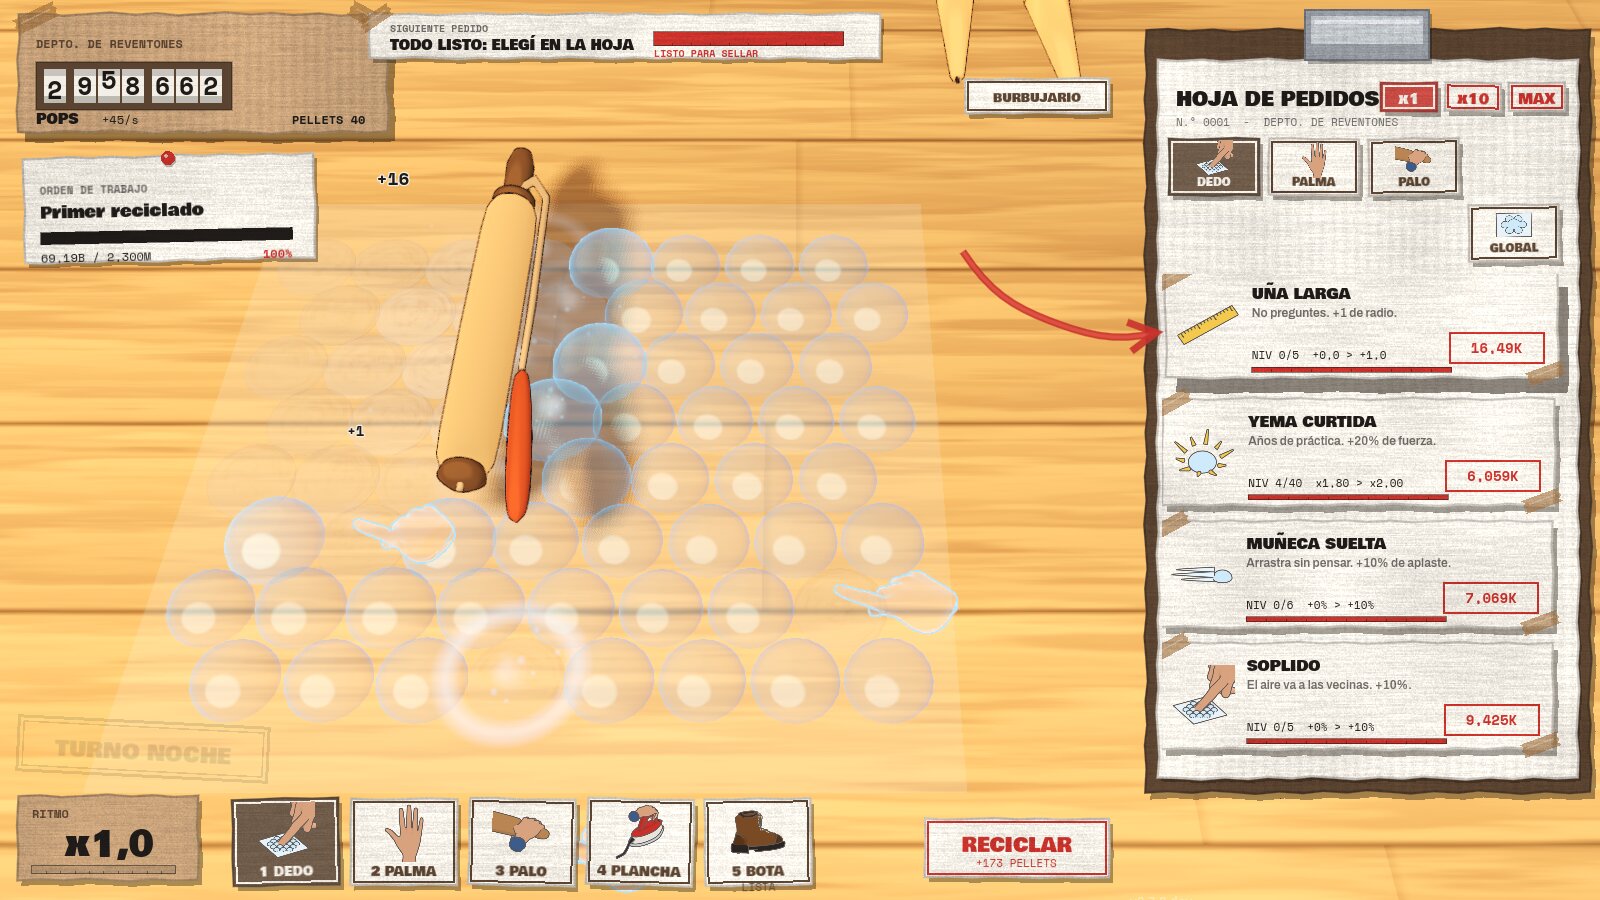 DEPTO. DE REVENTONES
2 958 662
POPS +45/s PELLETS 40
SIGUIENTE PEDIDO
TODO LISTO: ELEGÍ EN LA HOJA
LISTO PARA SELLAR
BURBUJARIO
ORDEN DE TRABAJO
Primer reciclado
100%
69,19B / 2,300M
+16
+1
HOJA DE PEDIDOS
x1 x10 MAX
N.° 0001 - DEPTO. DE REVENTONES
DEDO PALMA PALO
GLOBAL
UÑA LARGA
No preguntes. +1 de radio.
NIV 0/5 +0,0 > +1,0
16,49K
YEMA CURTIDA
Años de práctica. +20% de fuerza.
NIV 4/40 x1,80 > x2,00
6,059K
MUÑECA SUELTA
Arrastra sin pensar. +10% de aplaste.
NIV 0/6 +0% > +10%
7,069K
SOPLIDO
El aire va a las vecinas. +10%.
NIV 0/5 +0% > +10%
9,425K
TURNO NOCHE
RITMO
x1,0
1 DEDO
2 PALMA
3 PALO
4 PLANCHA
5 BOTA
LISTA
RECICLAR
+173 PELLETS